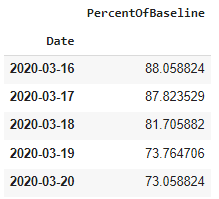 PercentOfBaseline
Date
2020-03-16 88.058824
2020-03-17 87.823529
2020-03-18 81.705882
2020-03-19 73.764706
2020-03-20 73.058824